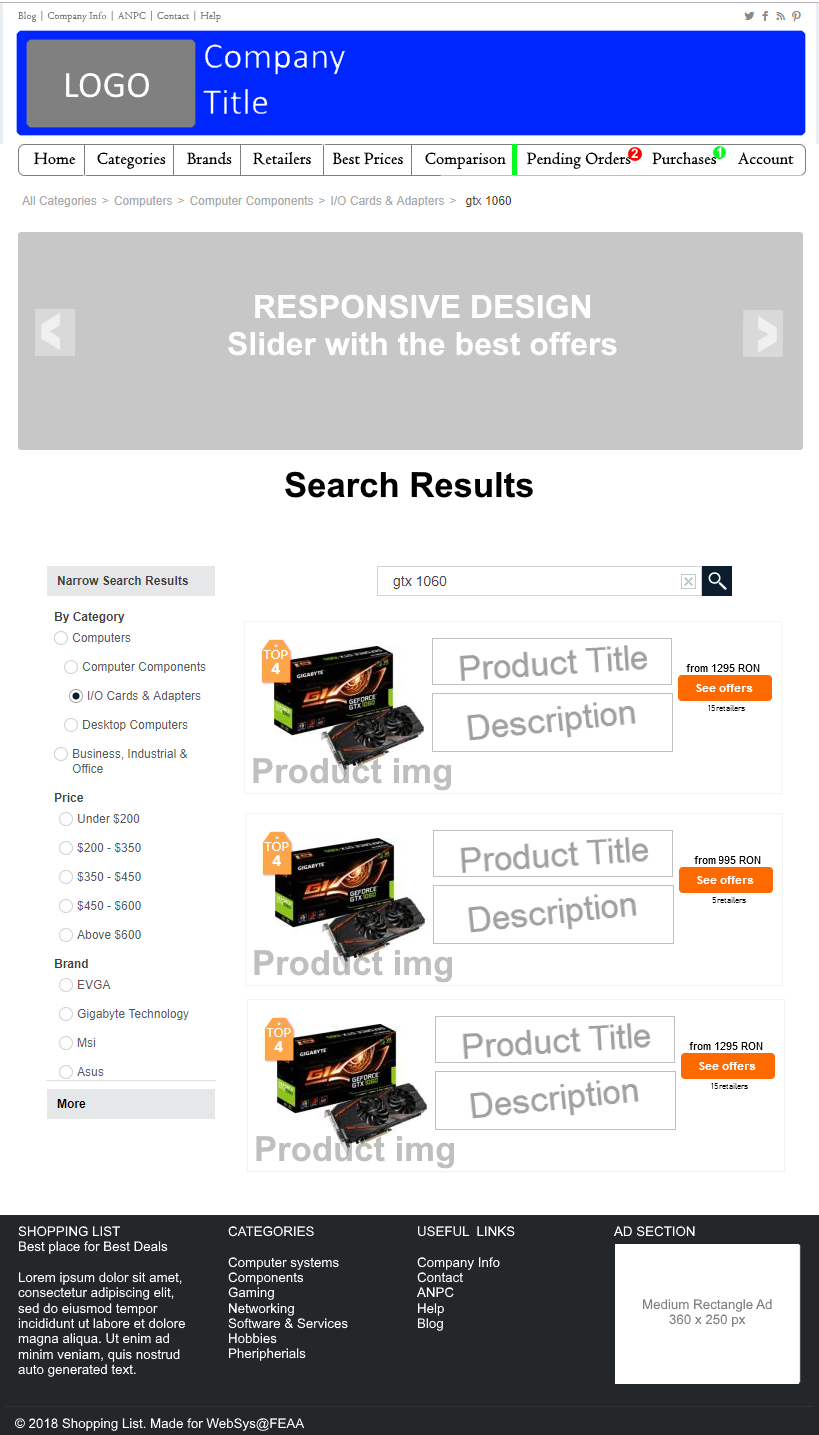 Blog | Company Info | ANPC | Contact | Help
LOGO
Company
Title
Home
Categories
Brands
Retailers
Best Prices
Comparison
Pending Orders 2
Purchases 1
Account
All Categories > Computers > Computer Components > I/O Cards & Adapters > gtx 1060
RESPONSIVE DESIGN
Slider with the best offers
Search Results
Narrow Search Results
By Category
Computers
Computer Components
I/O Cards & Adapters
Desktop Computers
Business, Industrial &
Office
Price
Under $200
$200 - $350
$350 - $450
$450 - $600
Above $600
Brand
EVGA
Gigabyte Technology
Msi
Asus
More
gtx 1060
TOP
4
GIGABYTE
GEFORCE
GTX 1060
Product img
Product Title
Description
from 1295 RON
See offers
15 retailers
TOP
4
GIGABYTE
GEFORCE
GTX 1060
Product img
Product Title
Description
from 995 RON
See offers
5 retailers
TOP
4
GIGABYTE
GEFORCE
GTX 1060
Product img
Product Title
Description
from 1295 RON
See offers
15 retailers
SHOPPING LIST
Best place for Best Deals
Lorem ipsum dolor sit amet,
consectetur adipiscing elit,
sed do eiusmod tempor
incididunt ut labore et dolore
magna aliqua. Ut enim ad
minim veniam, quis nostrud
auto generated text.
CATEGORIES
Computer systems
Components
Gaming
Networking
Software & Services
Hobbies
Pheripherials
USEFUL LINKS
Company Info
Contact
ANPC
Help
Blog
AD SECTION
Medium Rectangle Ad
360 x 250 px
© 2018 Shopping List. Made for WebSys@FEAA